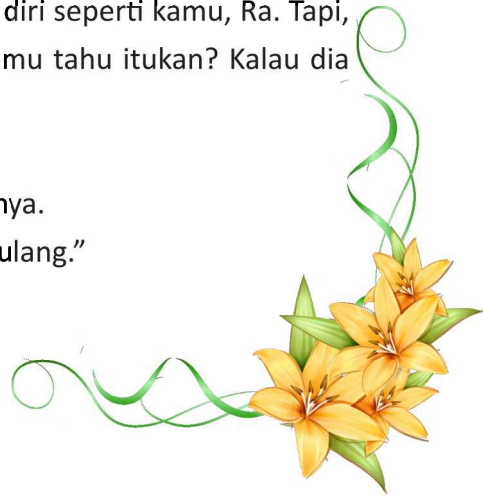 diri seperti kamu, Ra. Tapi,
mu tahu itukan? Kalau dia
nya.
ulang.”